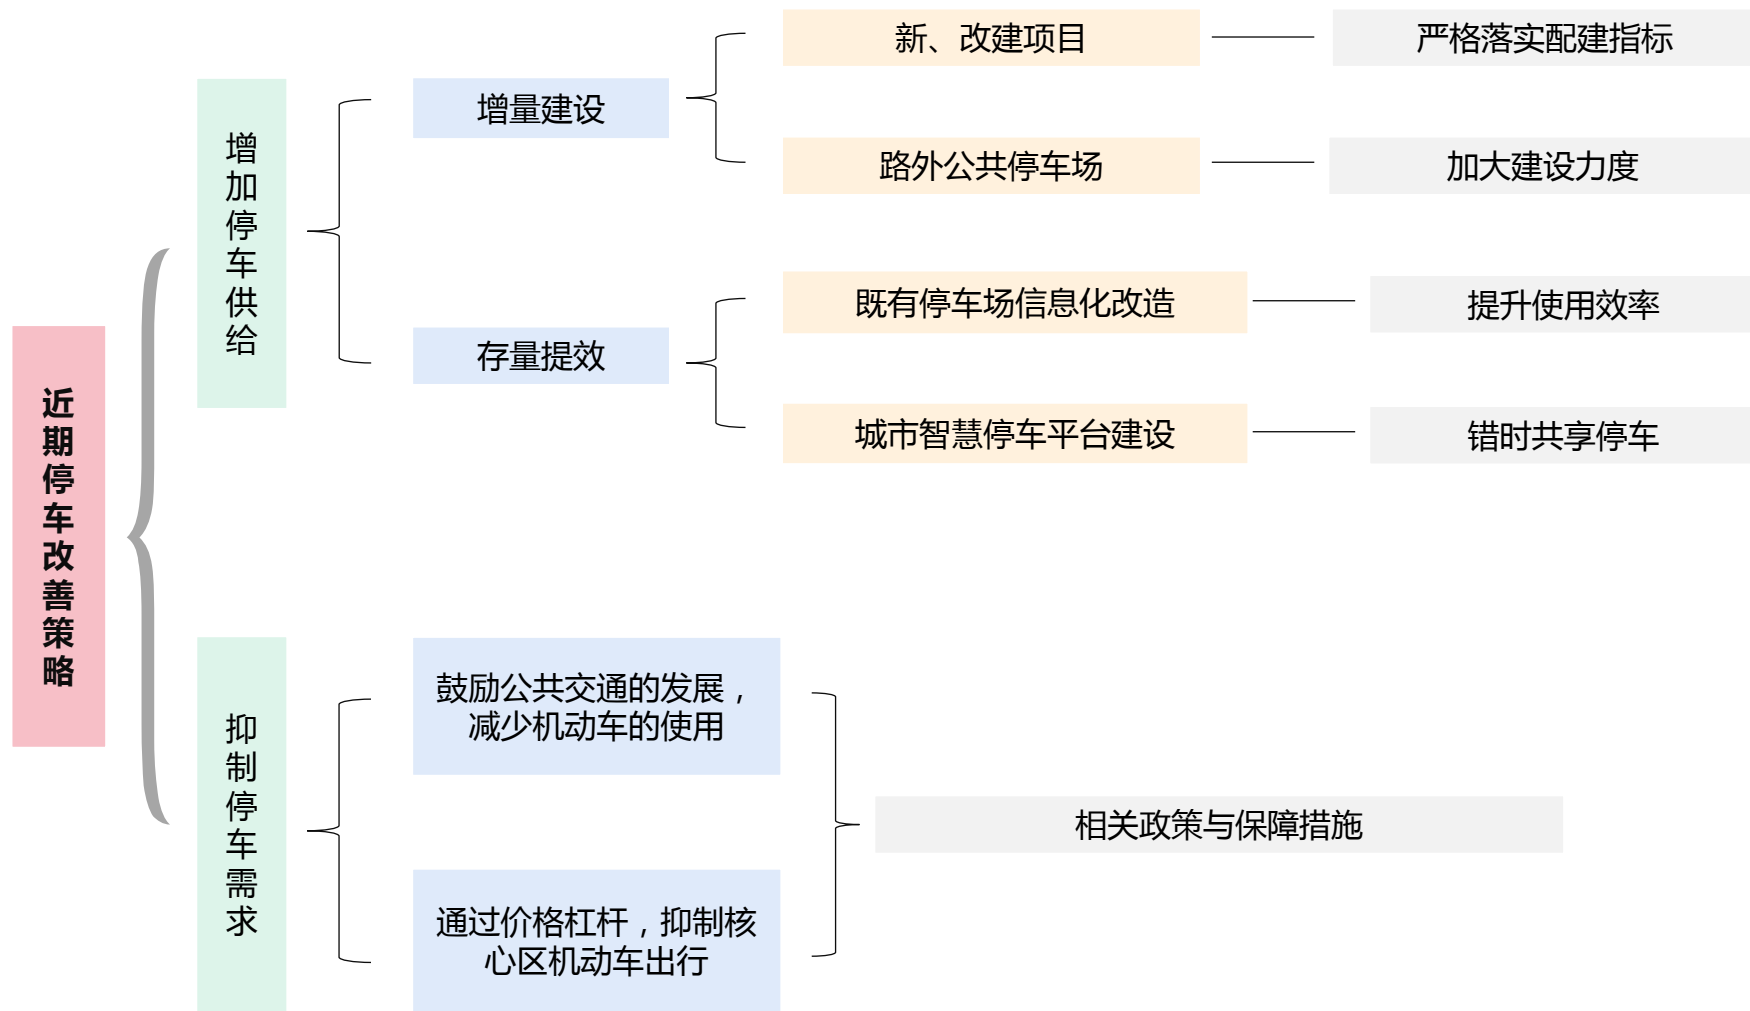 近期停车改善策略
增加停车供给
增量建设
新、改建项目
严格落实配建指标
路外公共停车场
加大建设力度
存量提效
既有停车场信息化改造
提升使用效率
城市智慧停车平台建设
错时共享停车
抑制停车需求
鼓励公共交通的发展，
减少机动车的使用
通过价格杠杆，抑制核
心区机动车出行
相关政策与保障措施